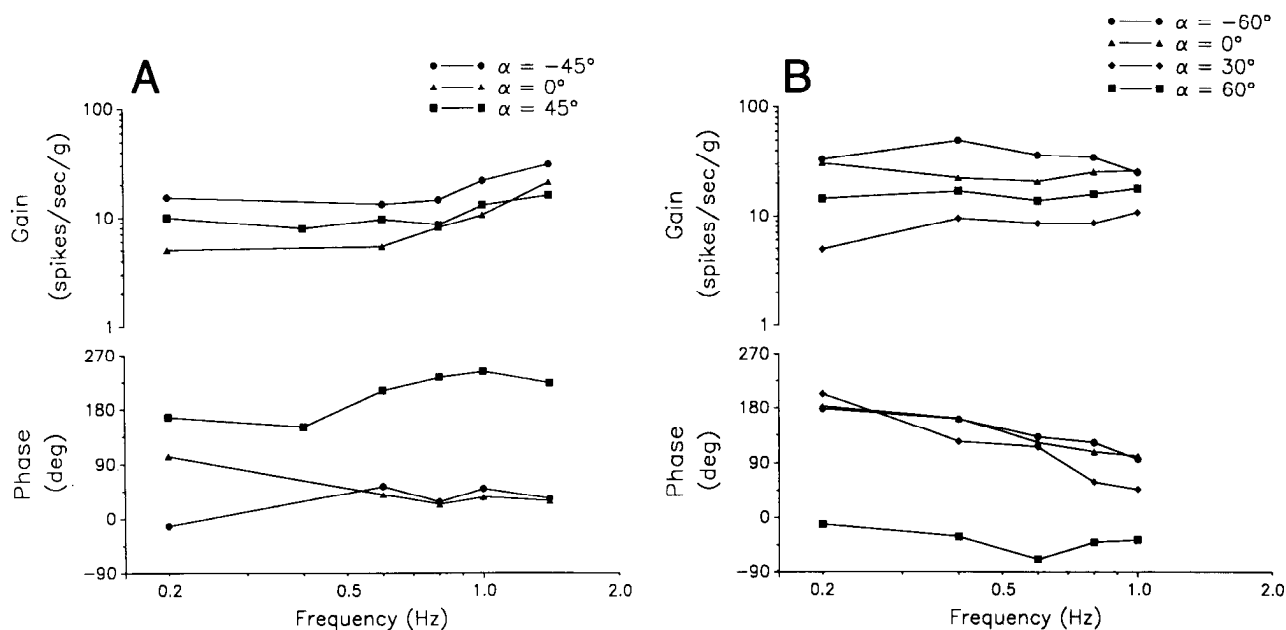 A
α = −45°
α = 0°
α = 45°
100
10
1
Gain
(spikes/sec/g)
270
180
90
0
−90
Phase
(deg)
0.2
0.5
1.0
2.0
Frequency (Hz)
B
α = −60°
α = 0°
α = 30°
α = 60°
100
10
1
Gain
(spikes/sec/g)
270
180
90
0
−90
Phase
(deg)
0.2
0.5
1.0
2.0
Frequency (Hz)